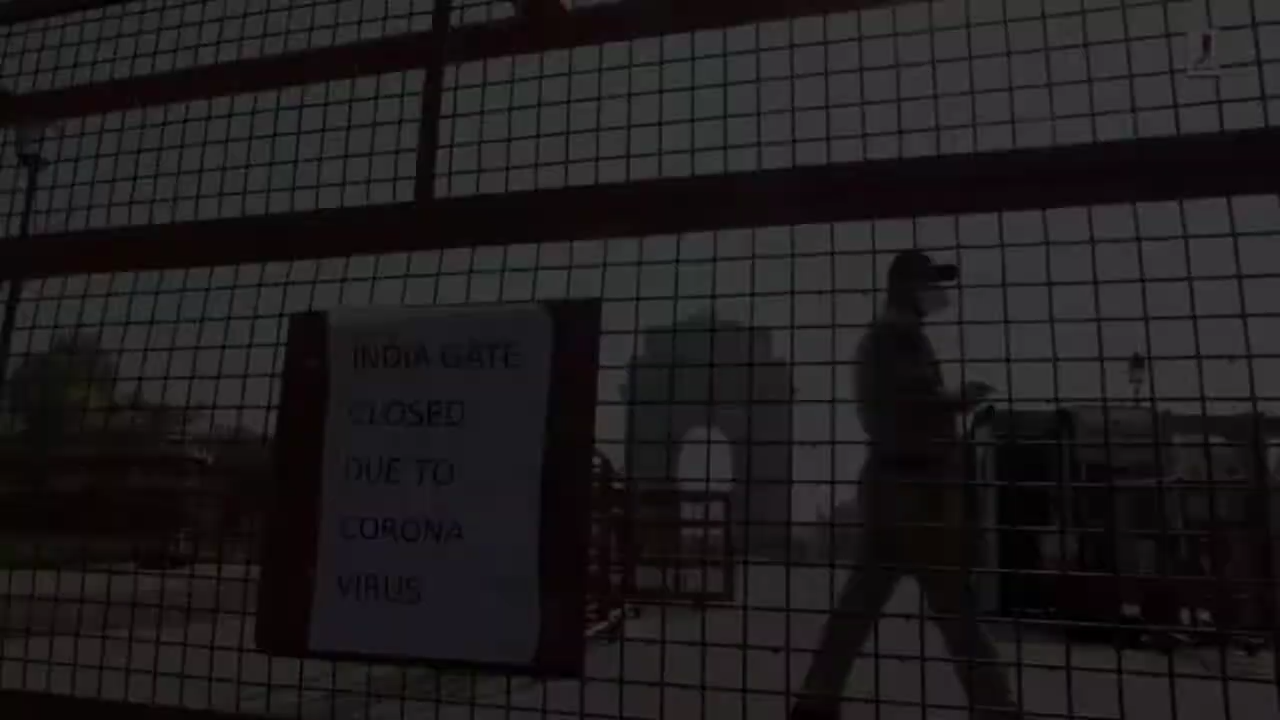 INDIA GATE
CLOSED
DUE TO
CORONA
VIRUS